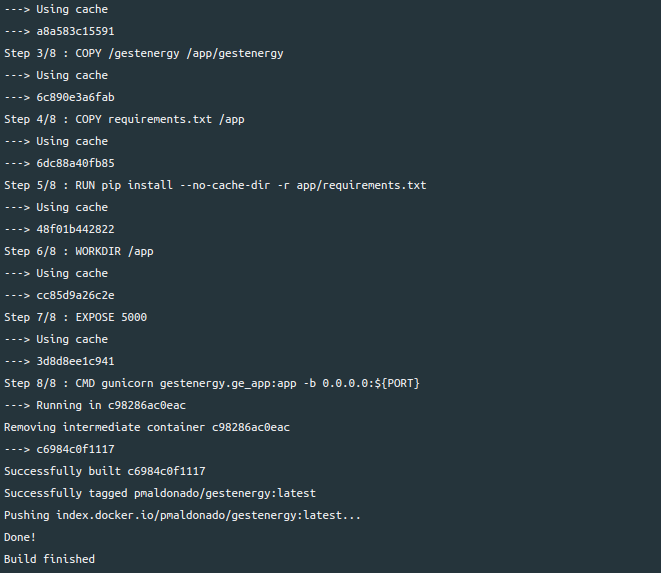 ---> Using cache
---> a8a583c15591
Step 3/8 : COPY /gestenergy /app/gestenergy
---> Using cache
---> 6c890e3a6fab
Step 4/8 : COPY requirements.txt /app
---> Using cache
---> 6dc88a40fb85
Step 5/8 : RUN pip install --no-cache-dir -r app/requirements.txt
---> Using cache
---> 48f01b442822
Step 6/8 : WORKDIR /app
---> Using cache
---> cc85d9a26c2e
Step 7/8 : EXPOSE 5000
---> Using cache
---> 3d8d8ee1c941
Step 8/8 : CMD gunicorn gestenergy.ge_app:app -b 0.0.0.0:${PORT}
---> Running in c98286ac0eac
Removing intermediate container c98286ac0eac
---> c6984c0f1117
Successfully built c6984c0f1117
Successfully tagged pmaldonado/gestenergy:latest
Pushing index.docker.io/pmaldonado/gestenergy:latest...
Done!
Build finished